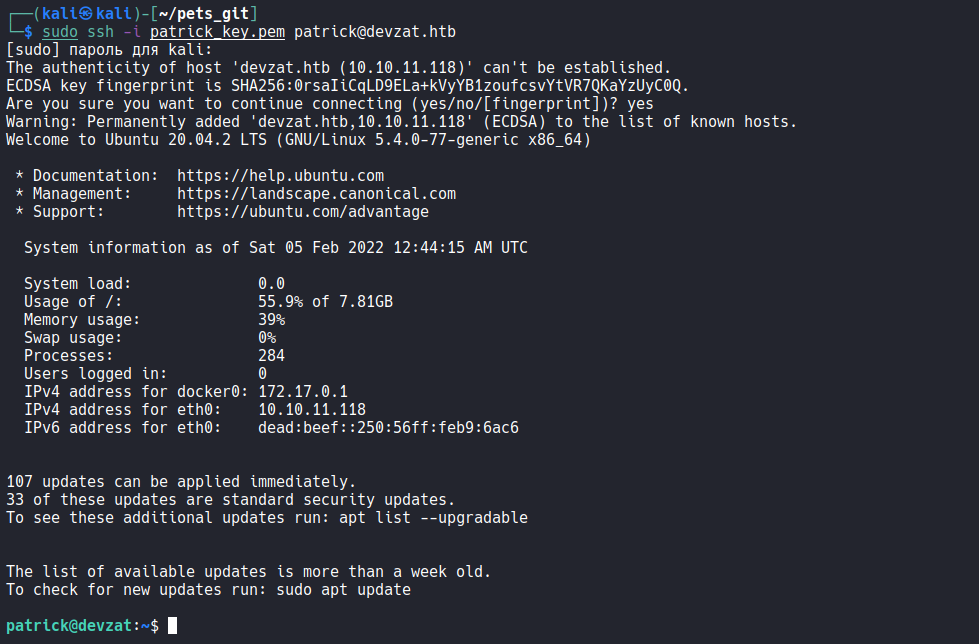 ┌──(kali㉿kali)-[~/pets_git]
└─$ sudo ssh -i patrick_key.pem patrick@devzat.htb
[sudo] пароль для kali:
The authenticity of host 'devzat.htb (10.10.11.118)' can't be established.
ECDSA key fingerprint is SHA256:0rsaIiCqLD9ELa+kVyYB1zoufcsvYtVR7QKaYzUyC0Q.
Are you sure you want to continue connecting (yes/no/[fingerprint])? yes
Warning: Permanently added 'devzat.htb,10.10.11.118' (ECDSA) to the list of known hosts.
Welcome to Ubuntu 20.04.2 LTS (GNU/Linux 5.4.0-77-generic x86_64)

 * Documentation:  https://help.ubuntu.com
 * Management:     https://landscape.canonical.com
 * Support:        https://ubuntu.com/advantage

  System information as of Sat 05 Feb 2022 12:44:15 AM UTC

  System load:              0.0
  Usage of /:               55.9% of 7.81GB
  Memory usage:             39%
  Swap usage:               0%
  Processes:                284
  Users logged in:          0
  IPv4 address for docker0: 172.17.0.1
  IPv4 address for eth0:    10.10.11.118
  IPv6 address for eth0:    dead:beef::250:56ff:feb9:6ac6

107 updates can be applied immediately.
33 of these updates are standard security updates.
To see these additional updates run: apt list --upgradable

The list of available updates is more than a week old.
To check for new updates run: sudo apt update

patrick@devzat:~$